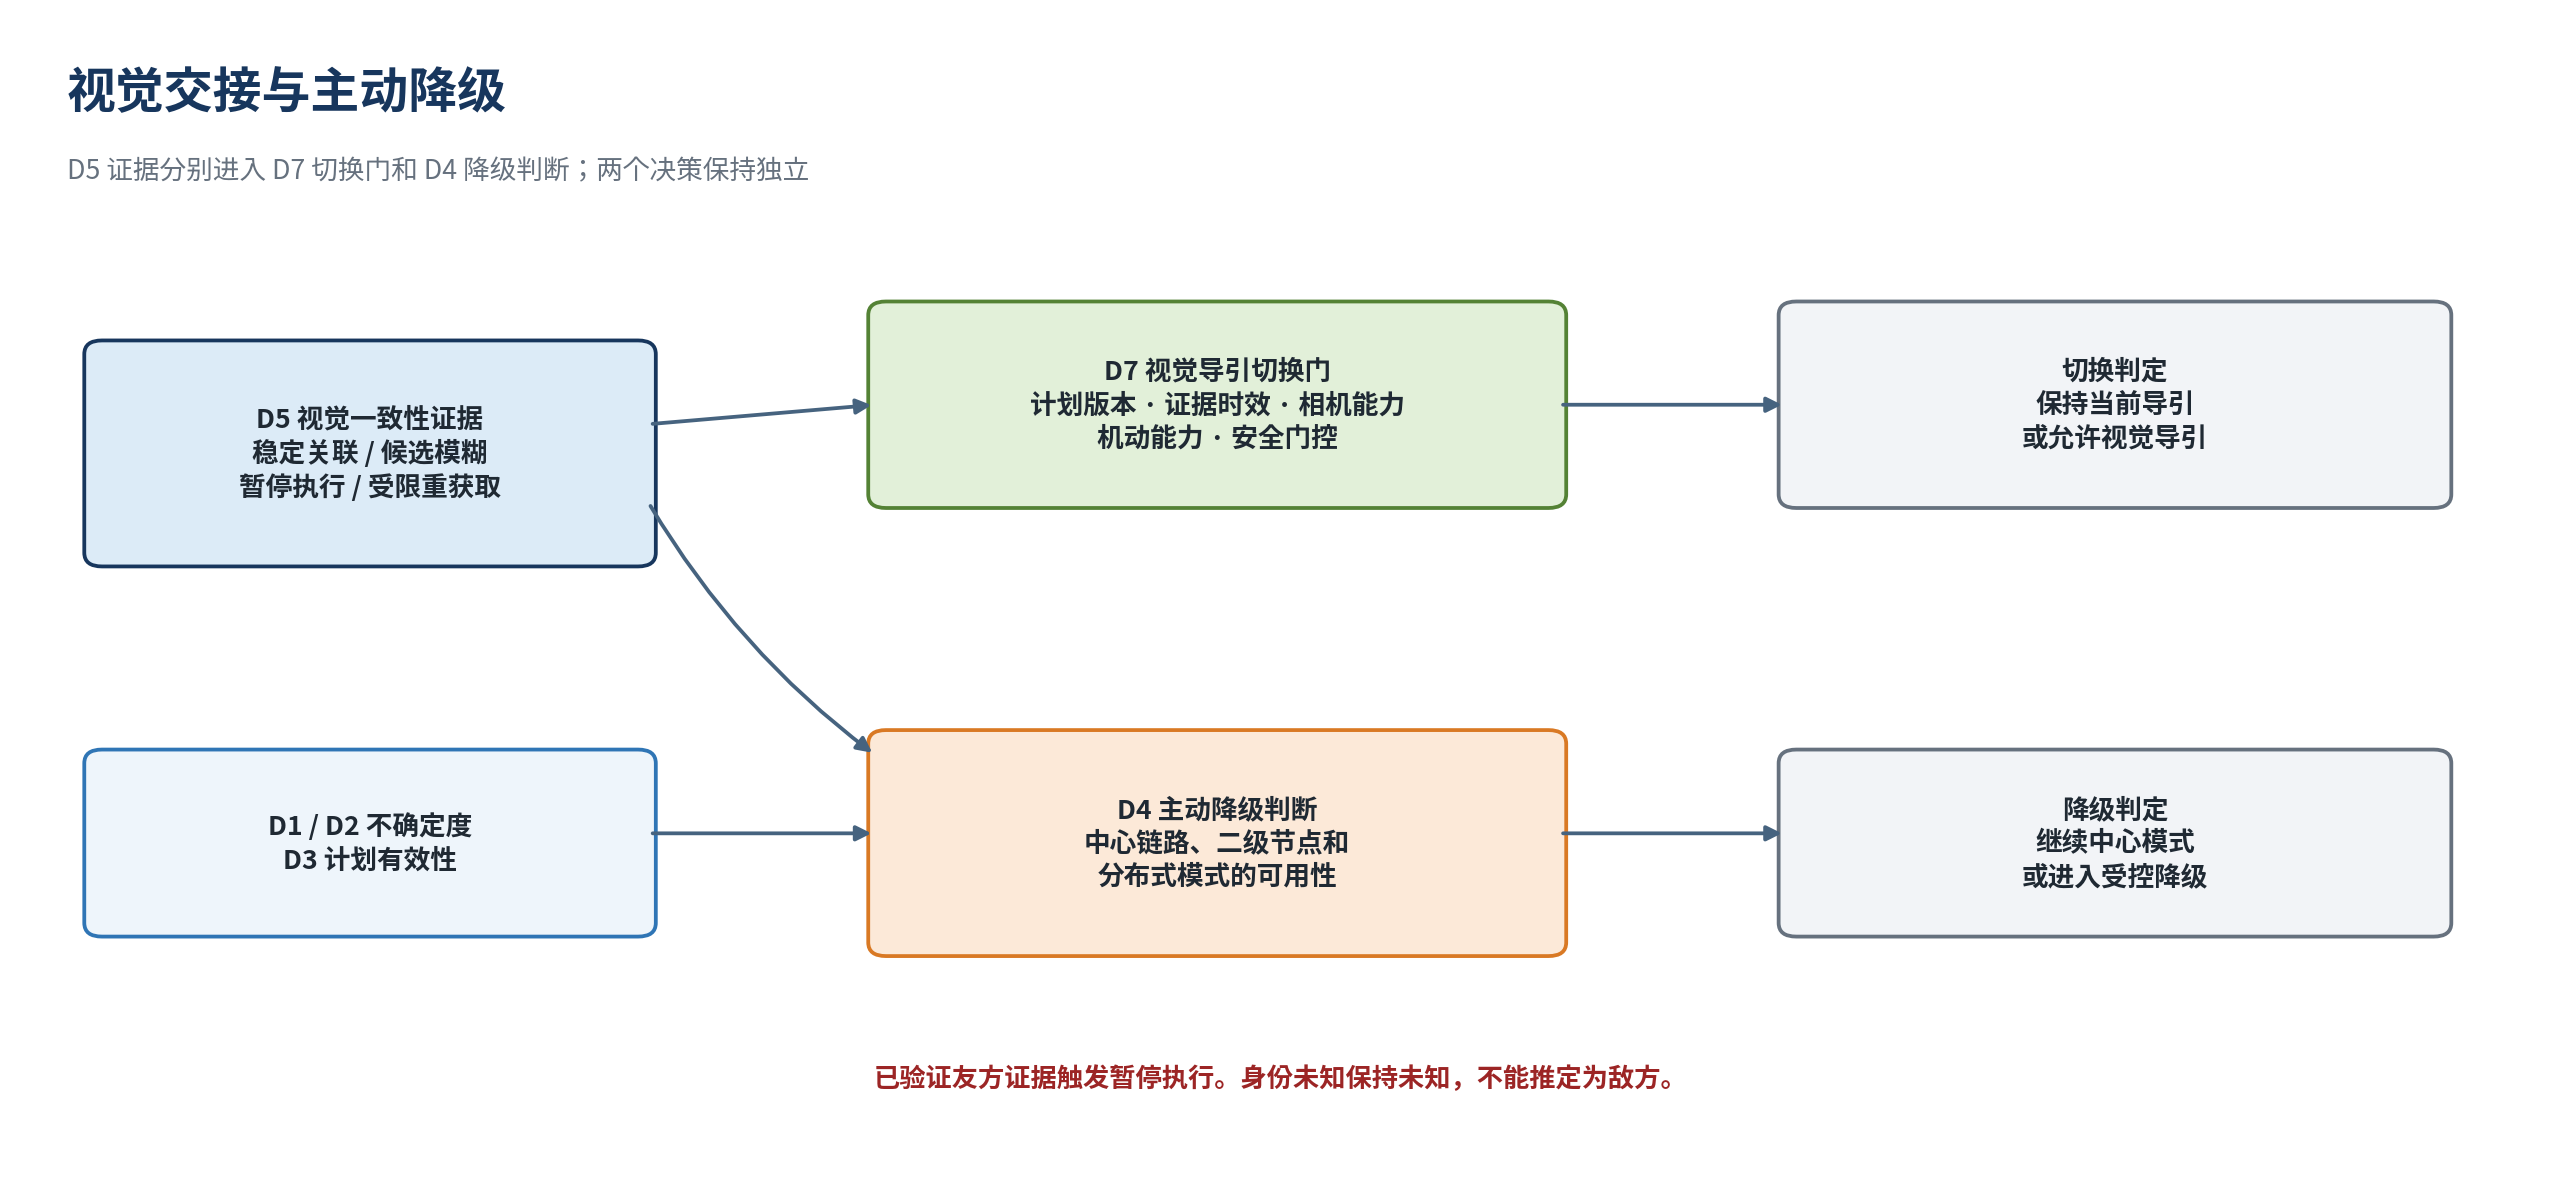 视觉交接与主动降级
D5 证据分别进入 D7 切换门和 D4 降级判断；两个决策保持独立
D5 视觉一致性证据
稳定关联 / 候选模糊
暂停执行 / 受限重获取
D7 视觉导引切换门
计划版本 · 证据时效 · 相机能力
机动能力 · 安全门控
切换判定
保持当前导引
或允许视觉导引
D1 / D2 不确定度
D3 计划有效性
D4 主动降级判断
中心链路、二级节点和
分布式模式的可用性
降级判定
继续中心模式
或进入受控降级
已验证友方证据触发暂停执行。身份未知保持未知，不能推定为敌方。